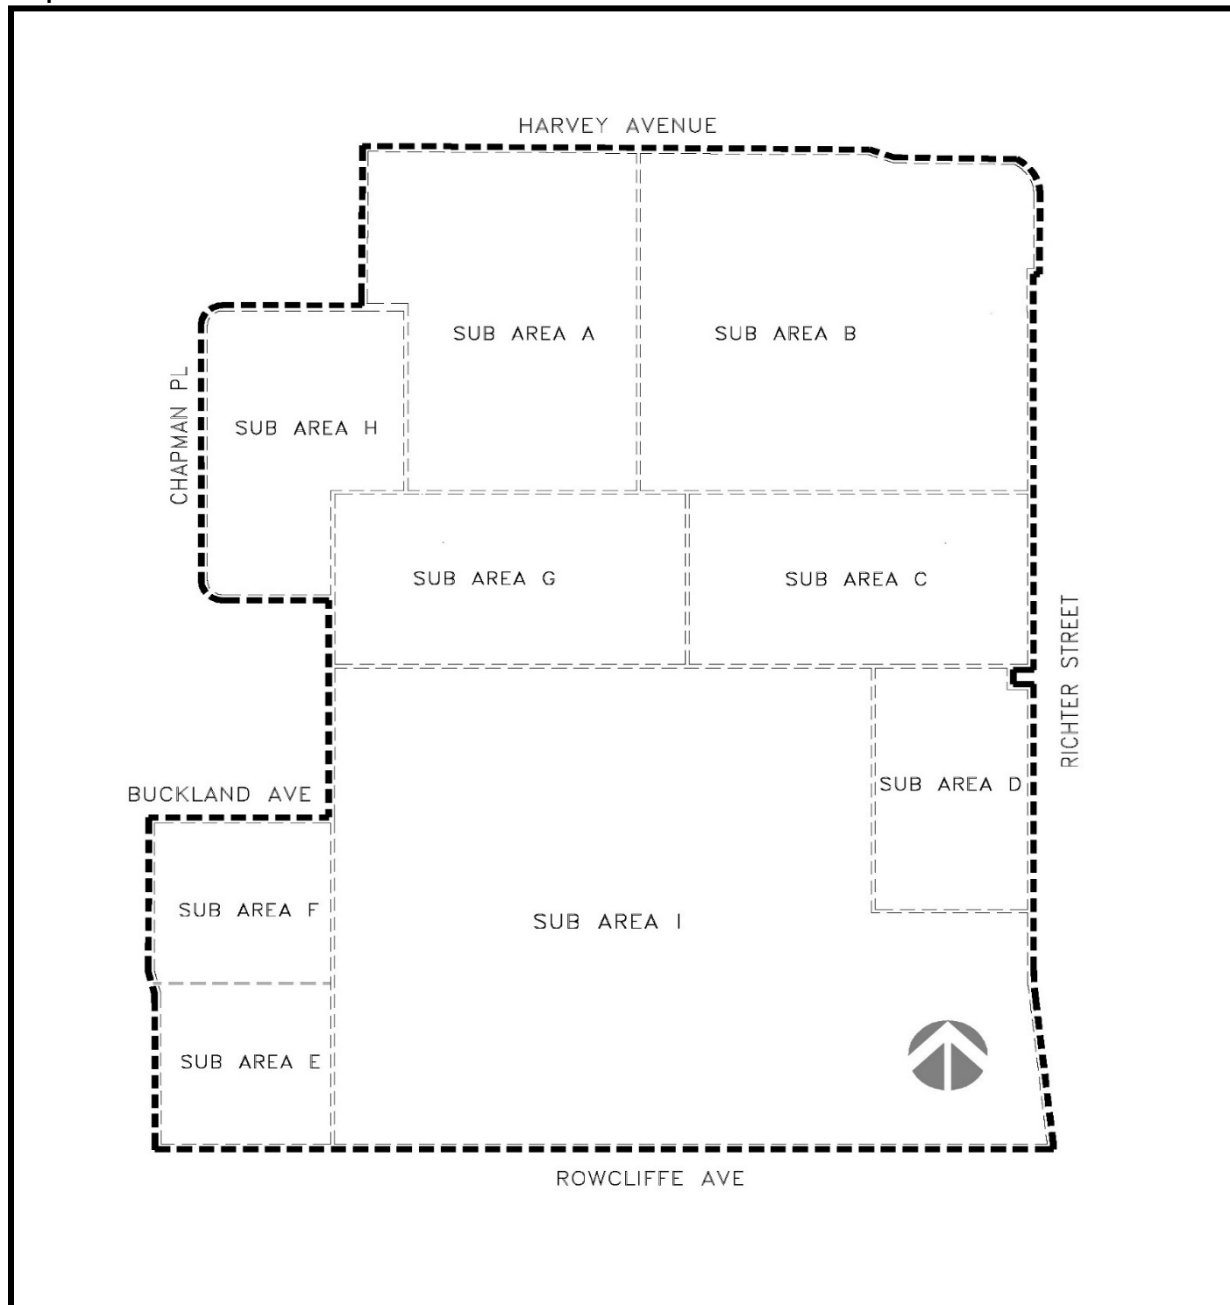 HARVEY AVENUE
SUB AREA A
SUB AREA B
CHAPMAN PL
SUB AREA H
SUB AREA G
SUB AREA C
RICHTER STREET
BUCKLAND AVE
SUB AREA D
SUB AREA F
SUB AREA I
SUB AREA E
ROWCLIFFE AVE